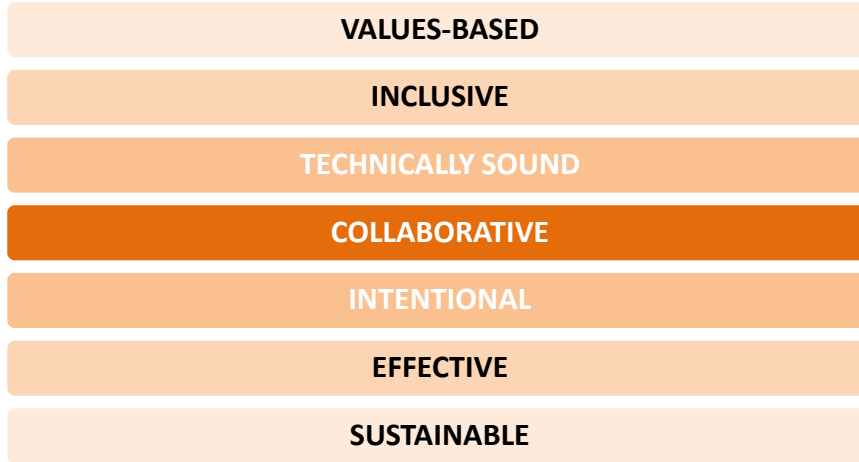 VALUES-BASED
INCLUSIVE
TECHNICALLY SOUND
COLLABORATIVE
INTENTIONAL
EFFECTIVE
SUSTAINABLE